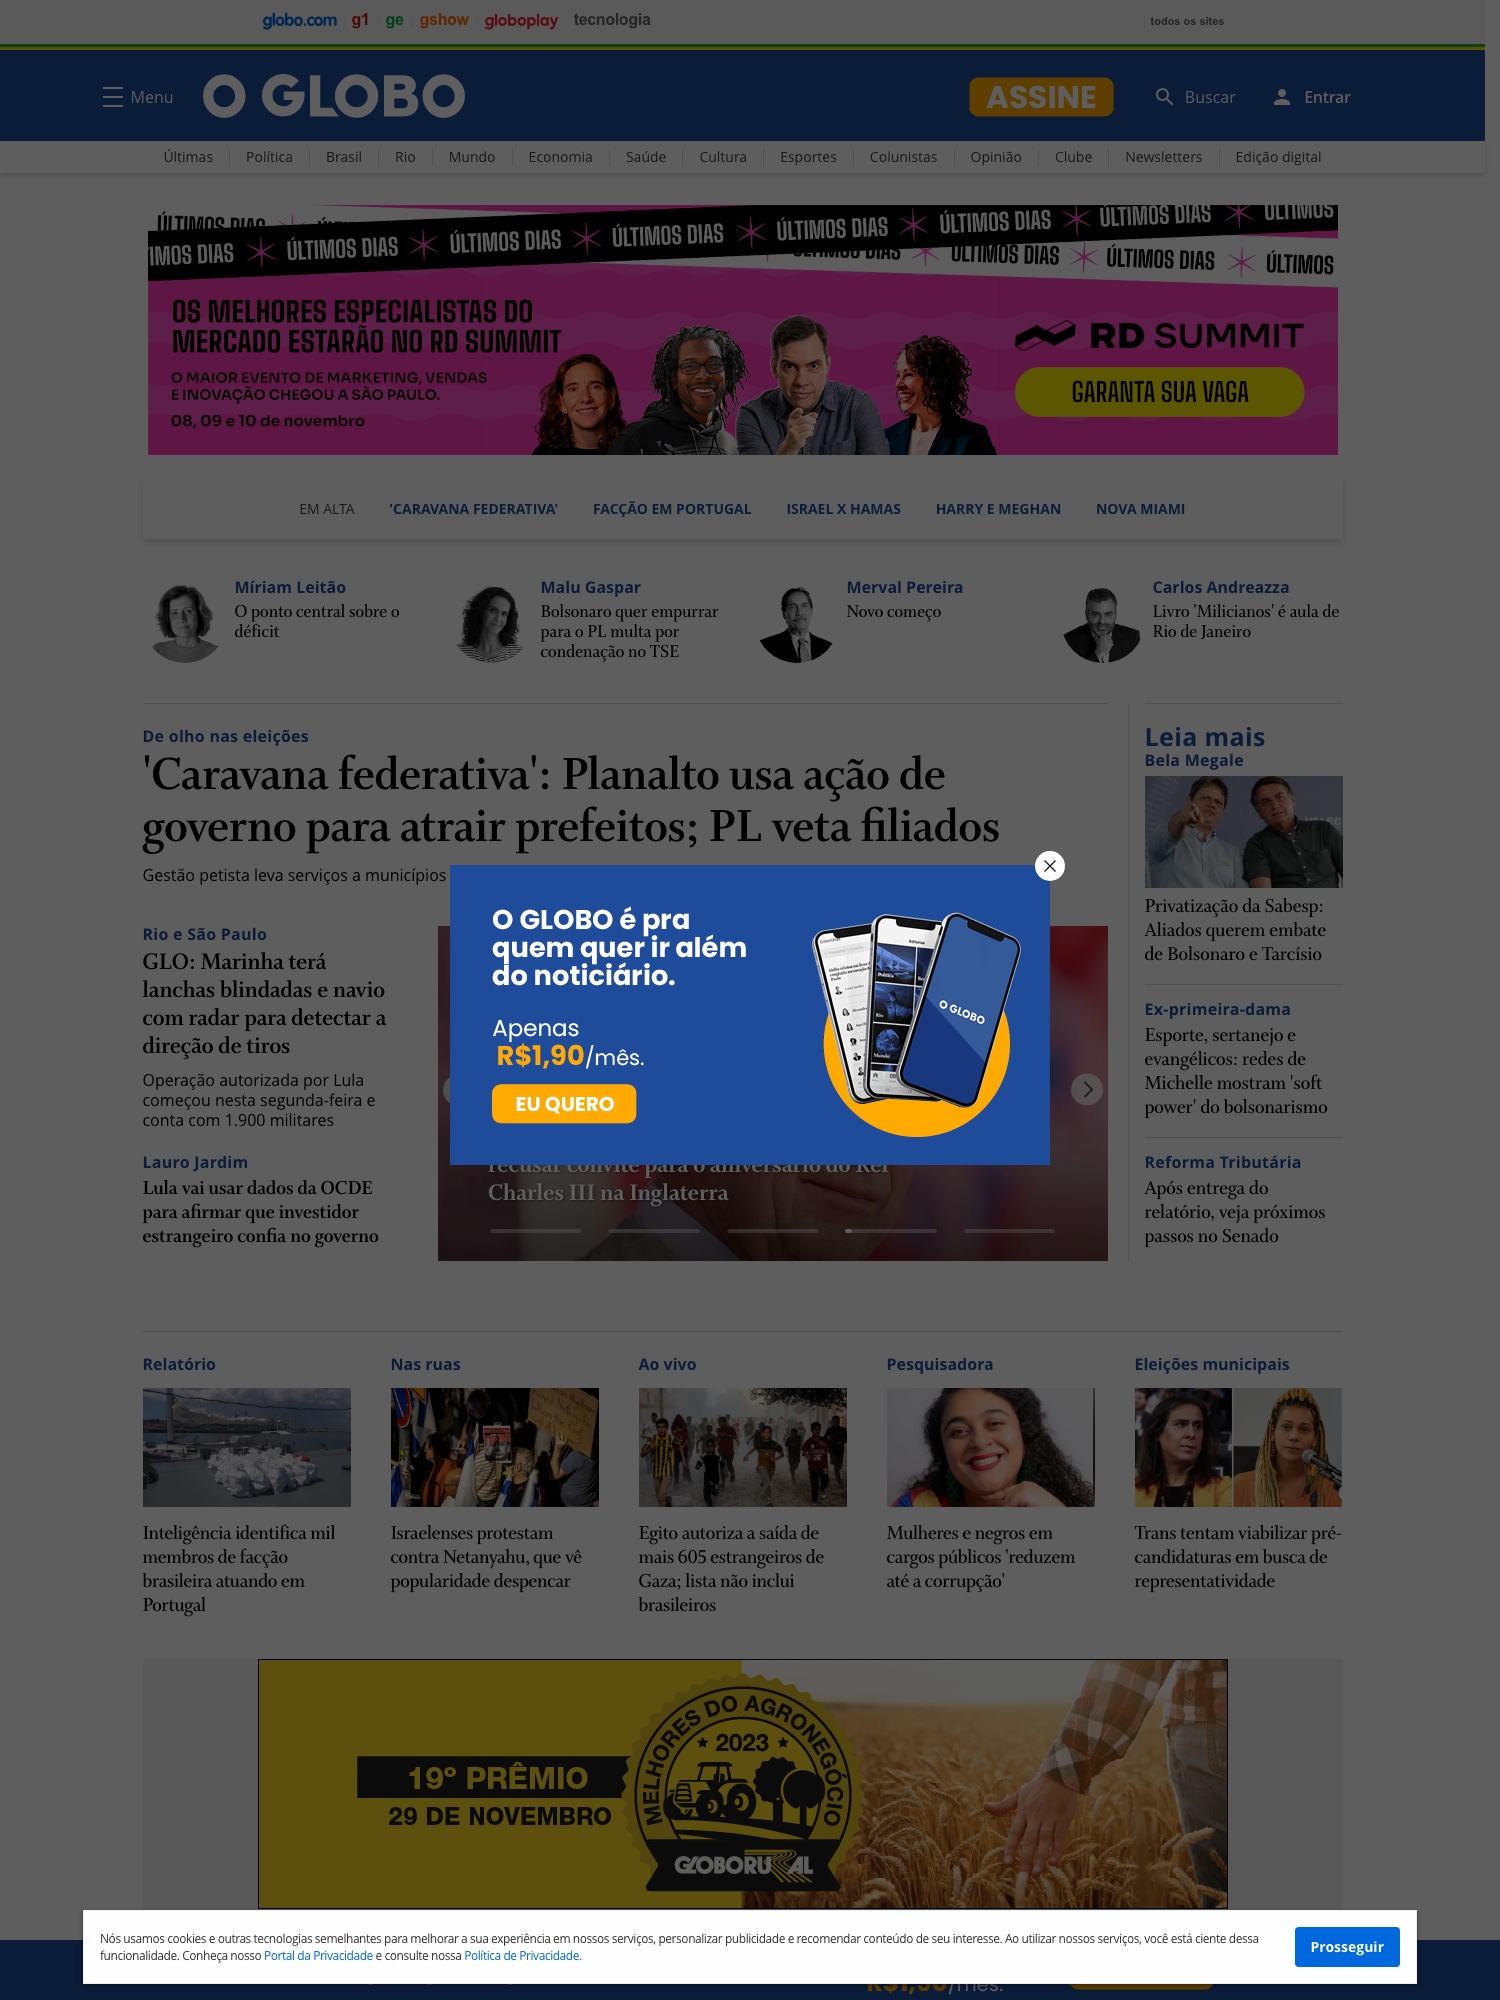 globo.com g1 ge gshow globoplay tecnologia todos os sites
Menu O GLOBO ASSINE Buscar Entrar
Últimas Política Brasil Rio Mundo Economia Saúde Cultura Esportes Colunistas Opinião Clube Newsletters Edição digital
ÚLTIMOS DIAS ÚLTIMOS DIAS ÚLTIMOS DIAS ÚLTIMOS DIAS ÚLTIMOS DIAS ÚLTIMOS DIAS ÚLTIMOS
ÚLTIMOS DIAS ÚLTIMOS DIAS ÚLTIMOS DIAS ÚLTIMOS
OS MELHORES ESPECIALISTAS DO
MERCADO ESTARÃO NO RD SUMMIT
O MAIOR EVENTO DE MARKETING, VENDAS
E INOVAÇÃO CHEGOU A SÃO PAULO.
08, 09 e 10 de novembro
RD SUMMIT
GARANTA SUA VAGA
EM ALTA 'CARAVANA FEDERATIVA' FACÇÃO EM PORTUGAL ISRAEL X HAMAS HARRY E MEGHAN NOVA MIAMI
Míriam Leitão
O ponto central sobre o
déficit
Malu Gaspar
Bolsonaro quer empurrar
para o PL multa por
condenação no TSE
Merval Pereira
Novo começo
Carlos Andreazza
Livro 'Milicianos' é aula de
Rio de Janeiro
De olho nas eleições
'Caravana federativa': Planalto usa ação de
governo para atrair prefeitos; PL veta filiados
Gestão petista leva serviços a municípios
Rio e São Paulo
GLO: Marinha terá
lanchas blindadas e navio
com radar para detectar a
direção de tiros
Operação autorizada por Lula
começou nesta segunda-feira e
conta com 1.900 militares
Lauro Jardim
Lula vai usar dados da OCDE
para afirmar que investidor
estrangeiro confia no governo
O GLOBO é pra
quem quer ir além
do noticiário.
Apenas
R$1,90/mês.
EU QUERO
O GLOBO
recusar convite para o aniversário do Rei
Charles III na Inglaterra
Leia mais
Bela Megale
Privatização da Sabesp:
Aliados querem embate
de Bolsonaro e Tarcísio
Ex-primeira-dama
Esporte, sertanejo e
evangélicos: redes de
Michelle mostram 'soft
power' do bolsonarismo
Reforma Tributária
Após entrega do
relatório, veja próximos
passos no Senado
Relatório
Inteligência identifica mil
membros de facção
brasileira atuando em
Portugal
Nas ruas
Israelenses protestam
contra Netanyahu, que vê
popularidade despencar
Ao vivo
Egito autoriza a saída de
mais 605 estrangeiros de
Gaza; lista não inclui
brasileiros
Pesquisadora
Mulheres e negros em
cargos públicos 'reduzem
até a corrupção'
Eleições municipais
Trans tentam viabilizar pré-
candidaturas em busca de
representatividade
19º PRÊMIO
29 DE NOVEMBRO
MELHORES DO AGRONEGÓCIO
2023
GLOBORURAL
Nós usamos cookies e outras tecnologias semelhantes para melhorar a sua experiência em nossos serviços, personalizar publicidade e recomendar conteúdo de seu interesse. Ao utilizar nossos serviços, você está ciente dessa
funcionalidade. Conheça nosso Portal da Privacidade e consulte nossa Política de Privacidade.
Prosseguir
R$1,90/mês.